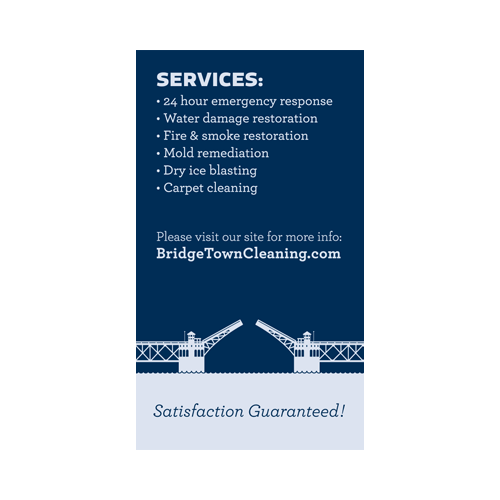 SERVICES:
• 24 hour emergency response
• Water damage restoration
• Fire & smoke restoration
• Mold remediation
• Dry ice blasting
• Carpet cleaning
Please visit our site for more info:
BridgeTownCleaning.com
Satisfaction Guaranteed!